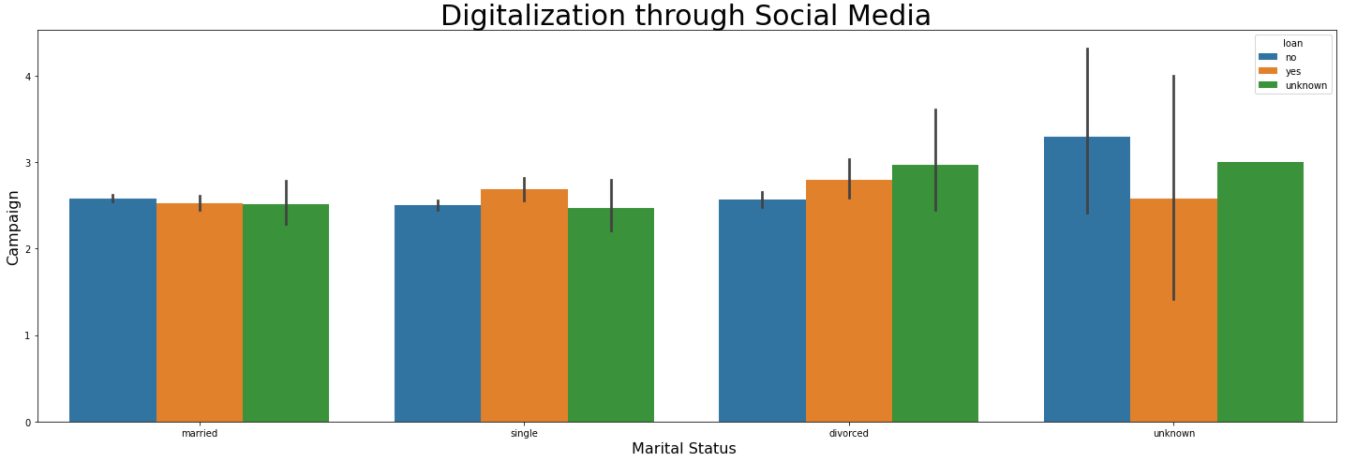 Digitalization through Social Media
loan
no
yes
unknown
4
3
2
1
0
Campaign
married
single
divorced
unknown
Marital Status